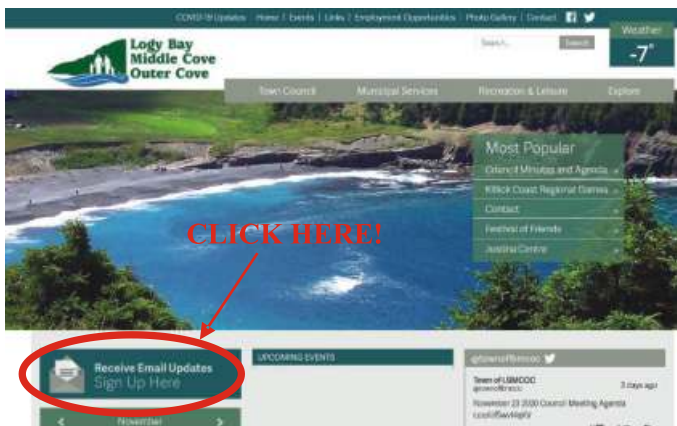 COVID-19 Updates Home | Events | Links | Employment Opportunities | Photo Gallery | Contact
Weather
-7°
Logy Bay
Middle Cove
Outer Cove
Search...
Search
Town Council
Municipal Services
Recreation & Leisure
Explore
Most Popular
Council Minutes and Agenda »
Killick Coast Regional Games »
Contact »
Festival of Friends »
Justina Centre »
CLICK HERE!
Receive Email Updates
Sign Up Here
UPCOMING EVENTS
@townoflbmcoc
Town of LBMCOC
@townoflbmcoc
3 days ago
November 23 2020 Council Meeting Agenda
< November >